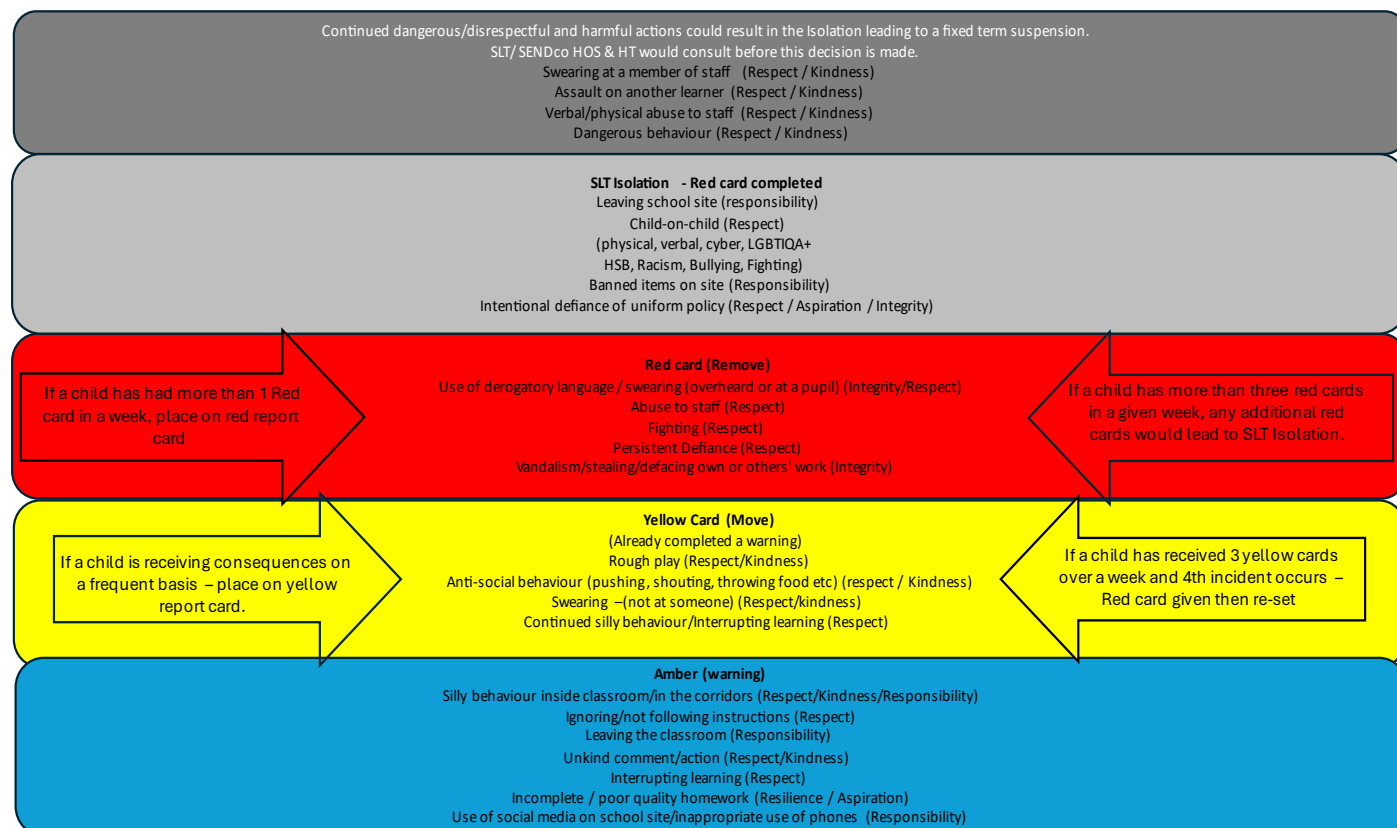 Continued dangerous/disrespectful and harmful actions could result in the Isolation leading to a fixed term suspension.
SLT/ SENDco HOS & HT would consult before this decision is made.
Swearing at a member of staff (Respect / Kindness)
Assault on another learner (Respect / Kindness)
Verbal/physical abuse to staff (Respect / Kindness)
Dangerous behaviour (Respect / Kindness)
SLT Isolation - Red card completed
Leaving school site (responsibility)
Child-on-child (Respect)
(physical, verbal, cyber, LGBTIQA+
HSB, Racism, Bullying, Fighting)
Banned items on site (Responsibility)
Intentional defiance of uniform policy (Respect / Aspiration / Integrity)
If a child has had more than 1 Red
card in a week, place on red report
card
Red card (Remove)
Use of derogatory language / swearing (overheard or at a pupil) (Integrity/Respect)
Abuse to staff (Respect)
Fighting (Respect)
Persistent Defiance (Respect)
Vandalism/stealing/defacing own or others' work (Integrity)
If a child has more than three red cards
in a given week, any additional red
cards would lead to SLT Isolation.
If a child is receiving consequences on
a frequent basis – place on yellow
report card.
Yellow Card (Move)
(Already completed a warning)
Rough play (Respect/Kindness)
Anti-social behaviour (pushing, shouting, throwing food etc) (respect / Kindness)
Swearing –(not at someone) (Respect/kindness)
Continued silly behaviour/Interrupting learning (Respect)
If a child has received 3 yellow cards
over a week and 4th incident occurs –
Red card given then re-set
Amber (warning)
Silly behaviour inside classroom/in the corridors (Respect/Kindness/Responsibility)
Ignoring/not following instructions (Respect)
Leaving the classroom (Responsibility)
Unkind comment/action (Respect/Kindness)
Interrupting learning (Respect)
Incomplete / poor quality homework (Resilience / Aspiration)
Use of social media on school site/inappropriate use of phones (Responsibility)